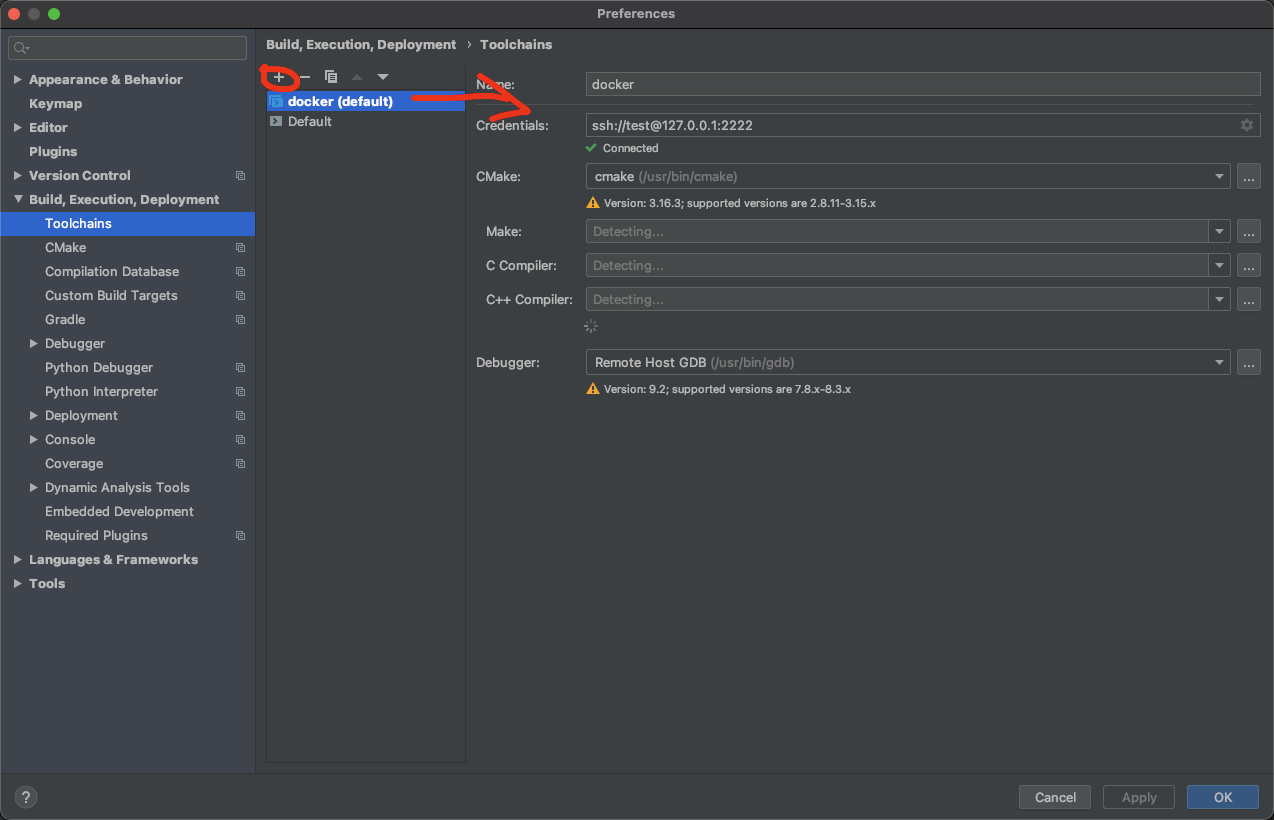 Preferences
Appearance & Behavior
Keymap
Editor
Plugins
Version Control
Build, Execution, Deployment
Toolchains
CMake
Compilation Database
Custom Build Targets
Gradle
Debugger
Python Debugger
Python Interpreter
Deployment
Console
Coverage
Dynamic Analysis Tools
Embedded Development
Required Plugins
Languages & Frameworks
Tools
Build, Execution, Deployment › Toolchains
docker (default)
Default
Name: docker
Credentials: ssh://test@127.0.0.1:2222
Connected
CMake: cmake (/usr/bin/cmake) ...
Version: 3.16.3; supported versions are 2.8.11-3.15.x
Make: Detecting... ...
C Compiler: Detecting... ...
C++ Compiler: Detecting... ...
Debugger: Remote Host GDB (/usr/bin/gdb) ...
Version: 9.2; supported versions are 7.8.x-8.3.x
? Cancel Apply OK